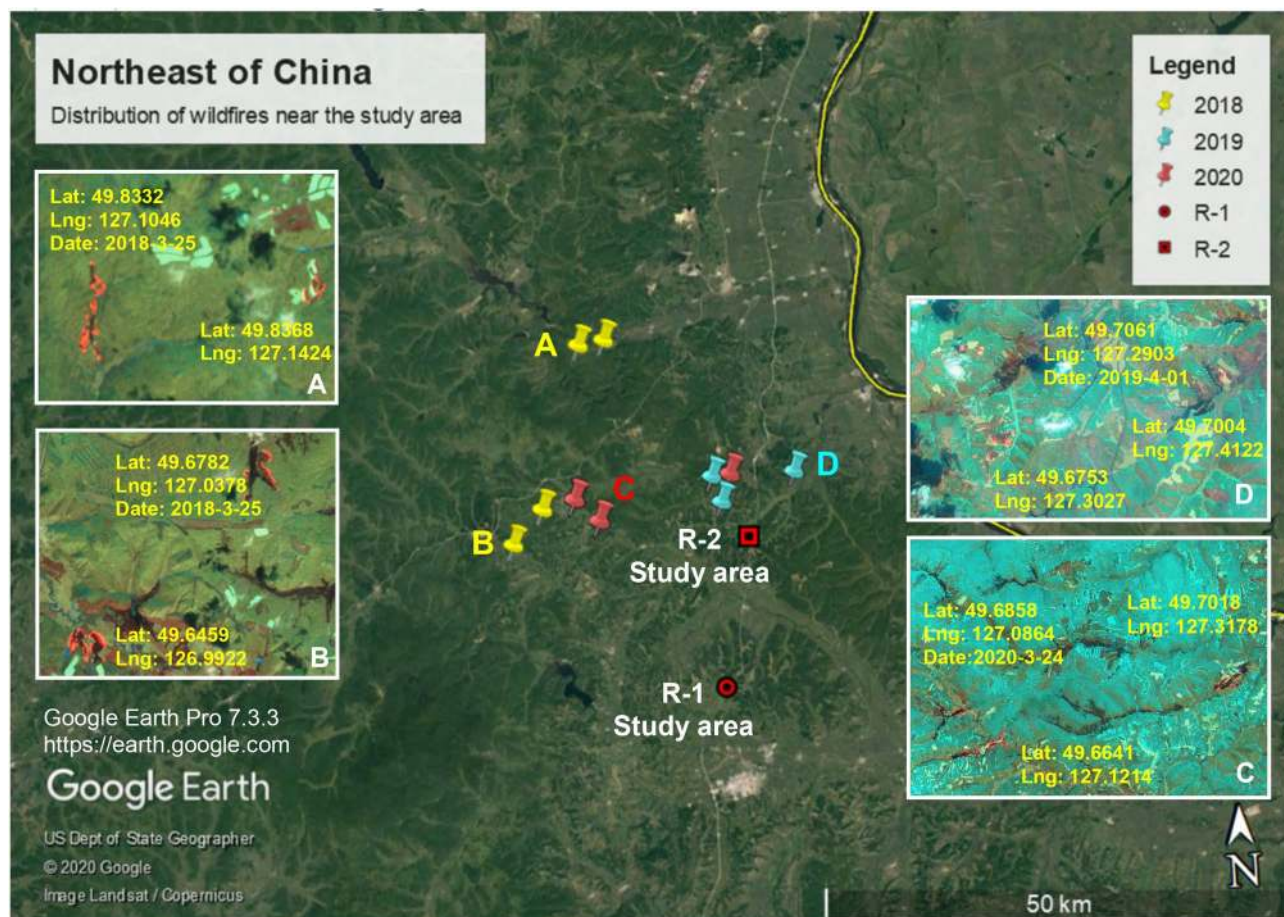 Northeast of China
Distribution of wildfires near the study area
Legend
2018
2019
2020
R-1
R-2
Lat: 49.8332
Lng: 127.1046
Date: 2018-3-25
Lat: 49.8368
Lng: 127.1424
A
Lat: 49.6782
Lng: 127.0378
Date: 2018-3-25
Lat: 49.6459
Lng: 126.9922
B
A
B
C
D
R-2
Study area
R-1
Study area
Lat: 49.7061
Lng: 127.2903
Date: 2019-4-01
Lat: 49.7004
Lng: 127.4122
Lat: 49.6753
Lng: 127.3027
D
Lat: 49.6858
Lng: 127.0864
Date:2020-3-24
Lat: 49.7018
Lng: 127.3178
Lat: 49.6641
Lng: 127.1214
C
Google Earth Pro 7.3.3
https://earth.google.com
Google Earth
US Dept of State Geographer
© 2020 Google
Image Landsat / Copernicus
N
50 km